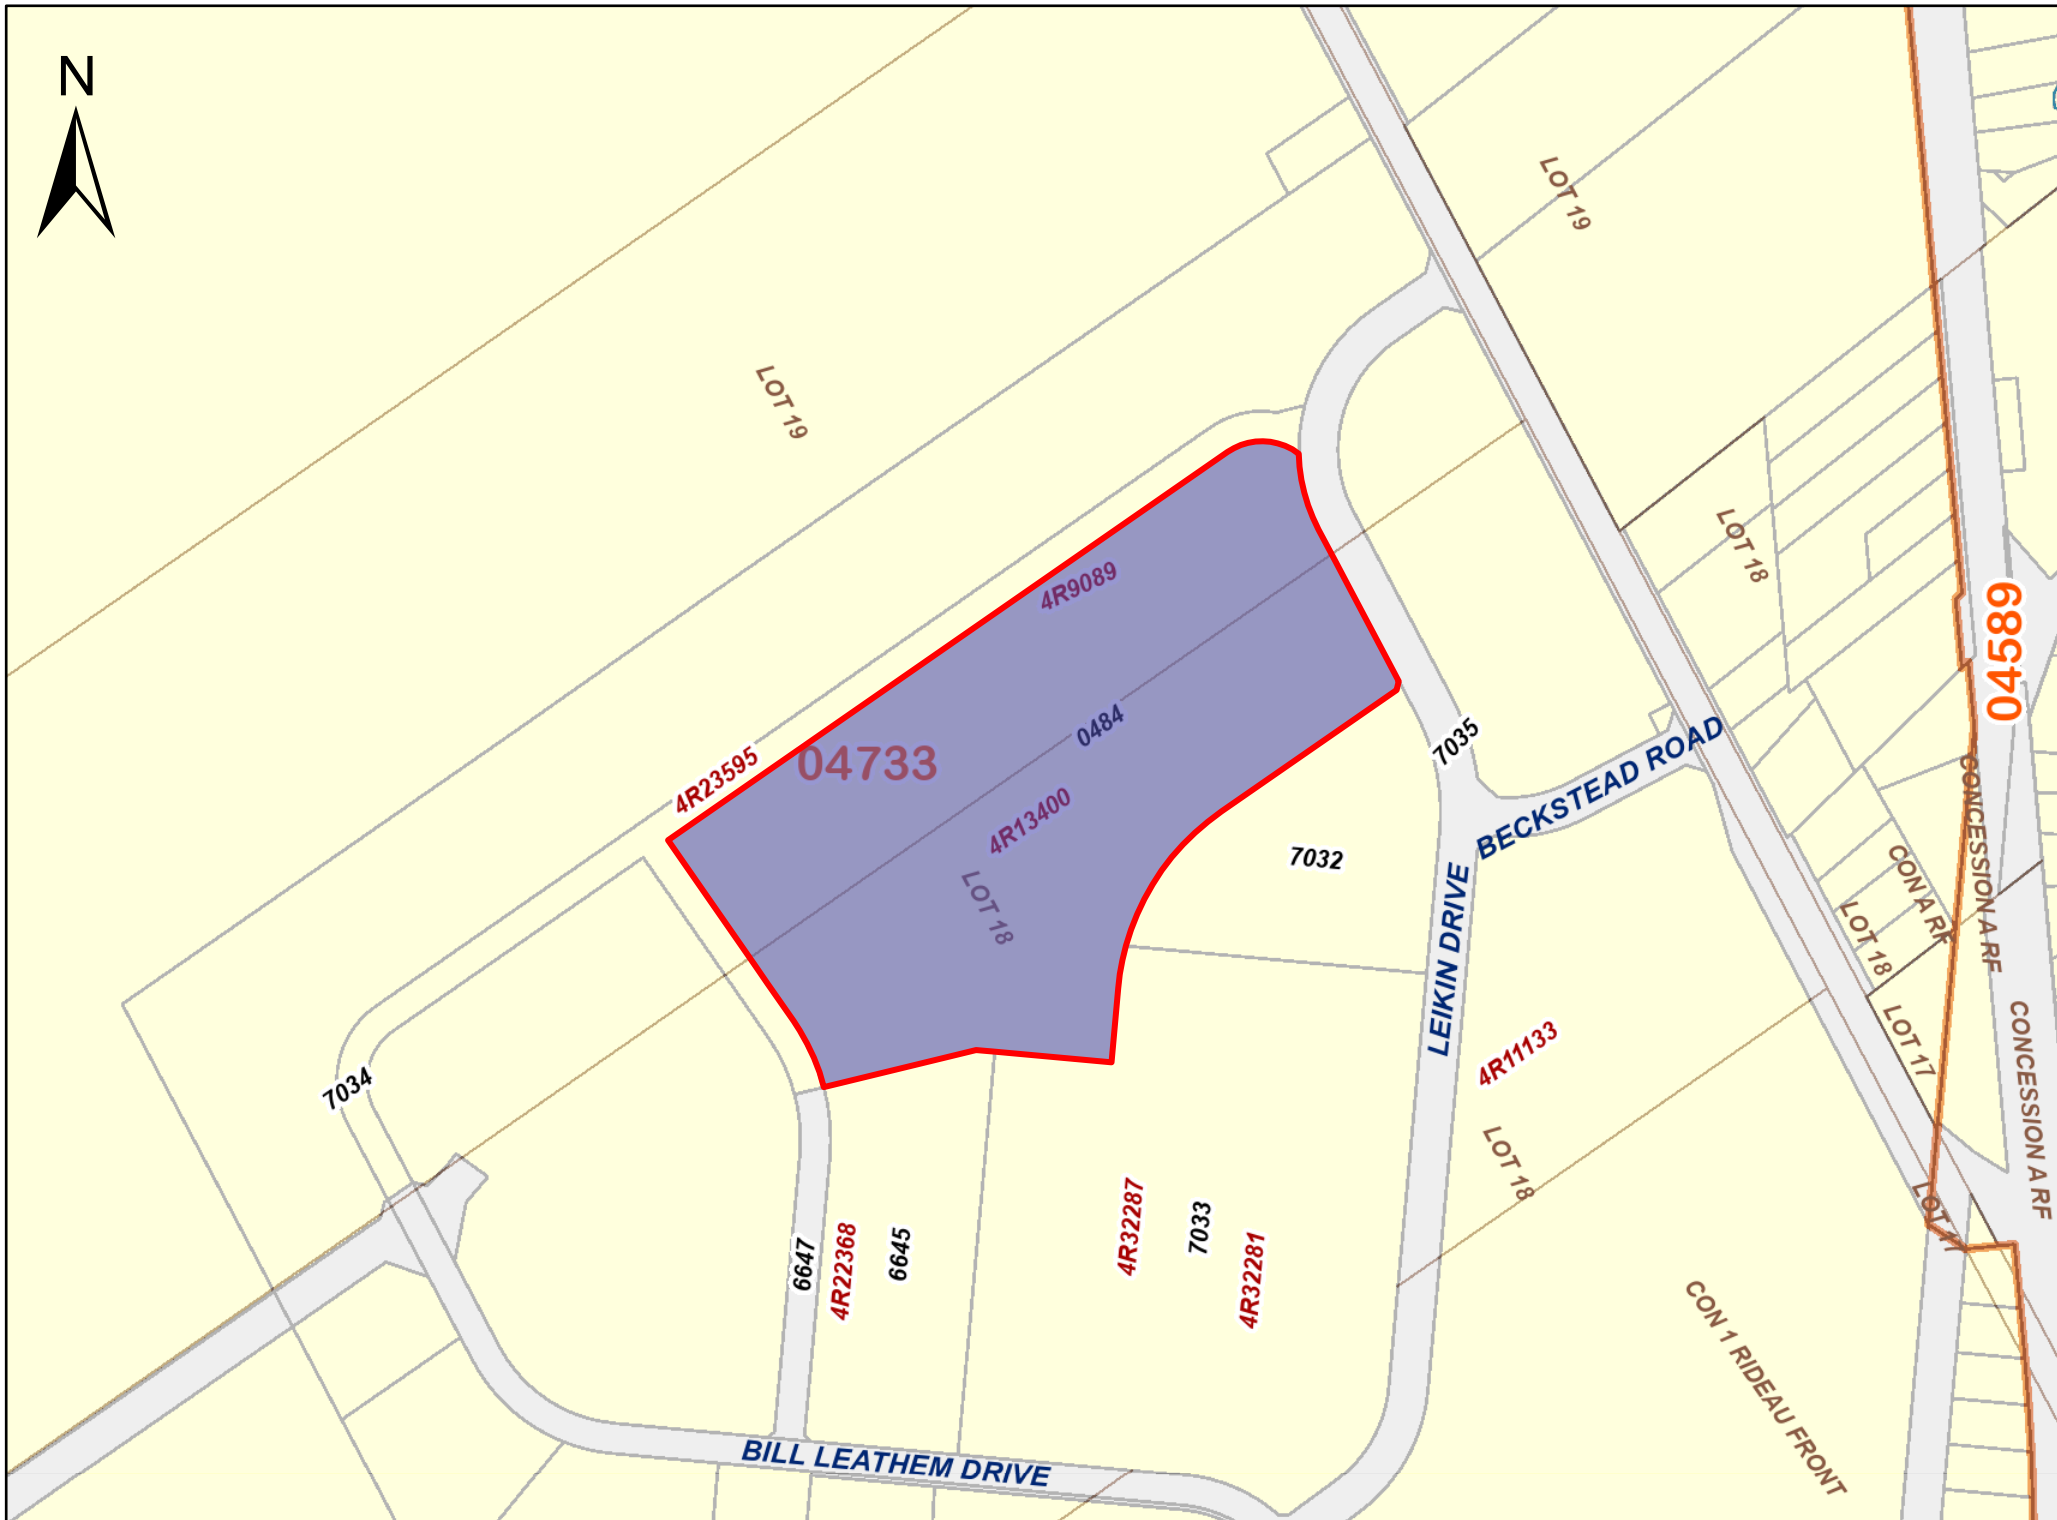 N
LOT 19
LOT 19
4R9089
LOT 18
04589
0484
7035
4R23595
04733
BECKSTEAD ROAD
4R13400
7032
CONCESSION A RF
CON A RF
LOT 18
LOT 18
LEIKIN DRIVE
4R11133
LOT 17
7034
CONCESSION A RF
LOT 18
LOT 17
4R32287
7033
4R22368
6645
6647
4R32281
CON 1 RIDEAU FRONT
BILL LEATHEM DRIVE